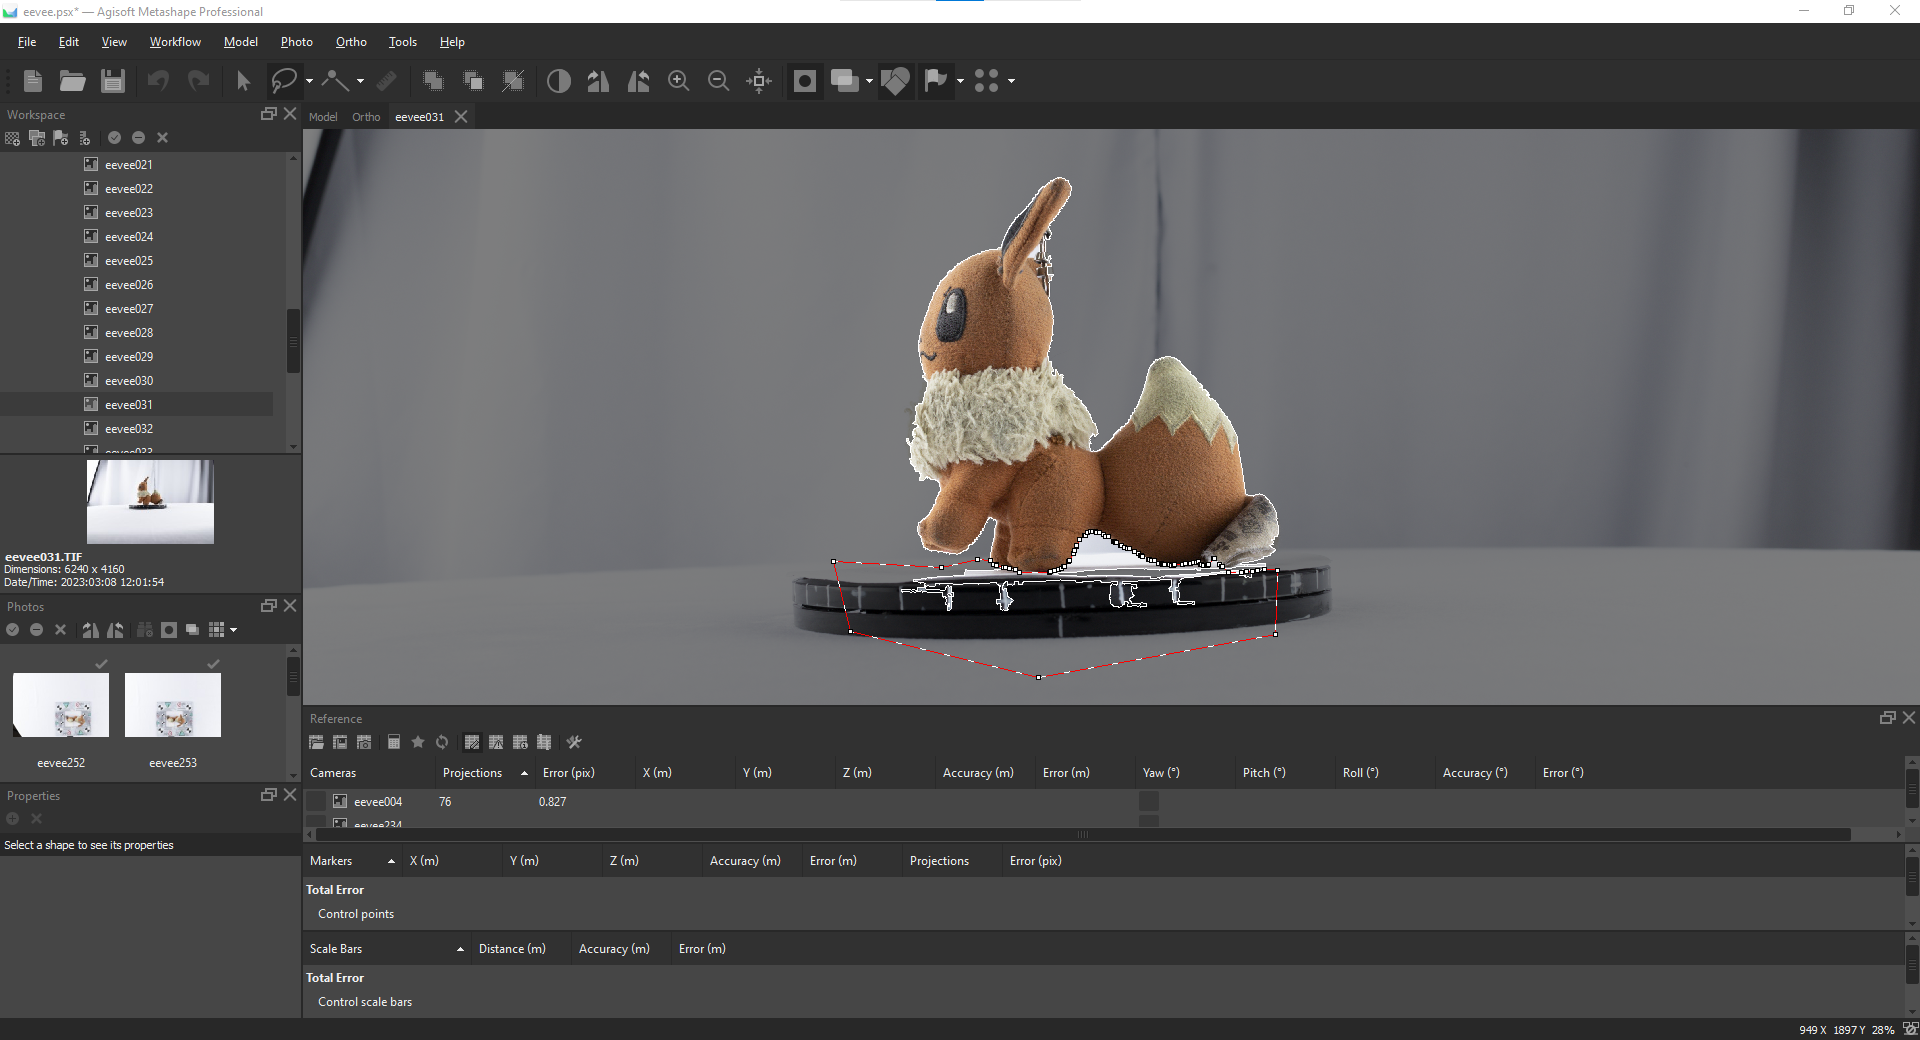 eevee.psx* — Agisoft Metashape Professional
File Edit View Workflow Model Photo Ortho Tools Help
Workspace
Model Ortho eevee031
eevee021
eevee022
eevee023
eevee024
eevee025
eevee026
eevee027
eevee028
eevee029
eevee030
eevee031
eevee032
eevee033
eevee031.TIF
Dimensions: 6240 x 4160
Date/Time: 2023:03:08 12:01:54
Photos
eevee252 eevee253
Properties
Select a shape to see its properties
Reference
Cameras Projections Error (pix) X (m) Y (m) Z (m) Accuracy (m) Error (m) Yaw (°) Pitch (°) Roll (°) Accuracy (°) Error (°)
eevee004 76 0.827
eevee234
Markers X (m) Y (m) Z (m) Accuracy (m) Error (m) Projections Error (pix)
Total Error
Control points
Scale Bars Distance (m) Accuracy (m) Error (m)
Total Error
Control scale bars
949 X 1897 Y 28%